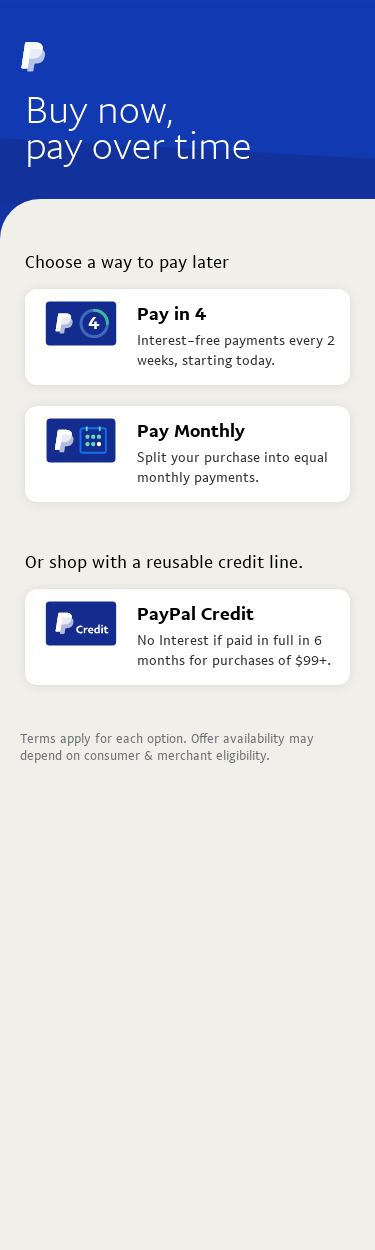 Buy now,
pay over time
Choose a way to pay later
4
Pay in 4
Interest-free payments every 2
weeks, starting today.
Pay Monthly
Split your purchase into equal
monthly payments.
Or shop with a reusable credit line.
Credit
PayPal Credit
No Interest if paid in full in 6
months for purchases of $99+.
Terms apply for each option. Offer availability may
depend on consumer & merchant eligibility.